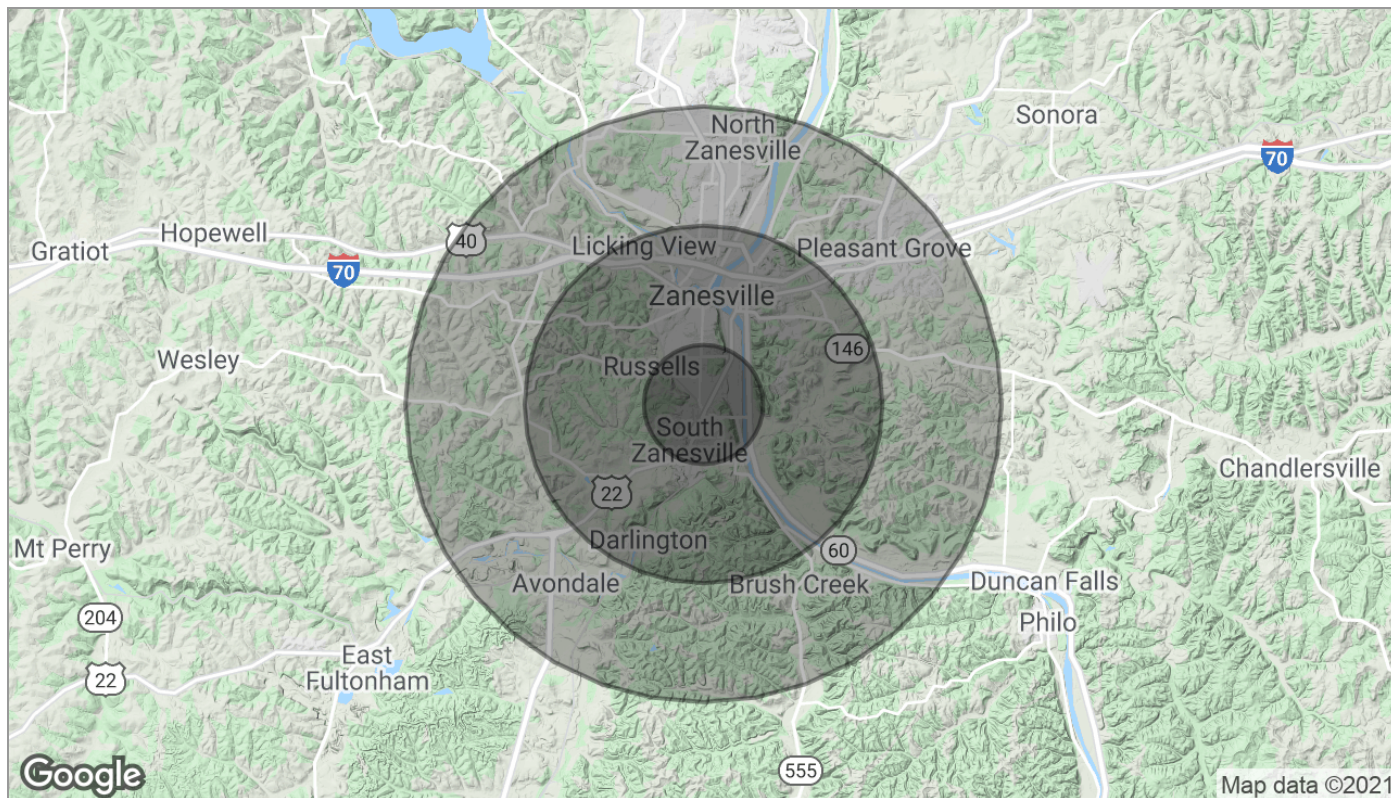 Sonora
North
Zanesville
70
Hopewell
40
Gratiot
Licking View
Pleasant Grove
70
Zanesville
146
Wesley
Russells
South
Zanesville
Chandlersville
22
Mt Perry
Darlington
60
Avondale
Brush Creek
Duncan Falls
204
Philo
East
Fultonham
22
555
Google
Map data ©2021